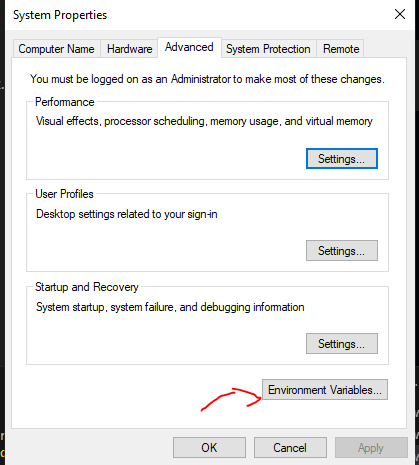 System Properties
Computer Name Hardware Advanced System Protection Remote
You must be logged on as an Administrator to make most of these changes.
Performance
Visual effects, processor scheduling, memory usage, and virtual memory
Settings...
User Profiles
Desktop settings related to your sign-in
Settings...
Startup and Recovery
System startup, system failure, and debugging information
Settings...
Environment Variables...
OK Cancel Apply